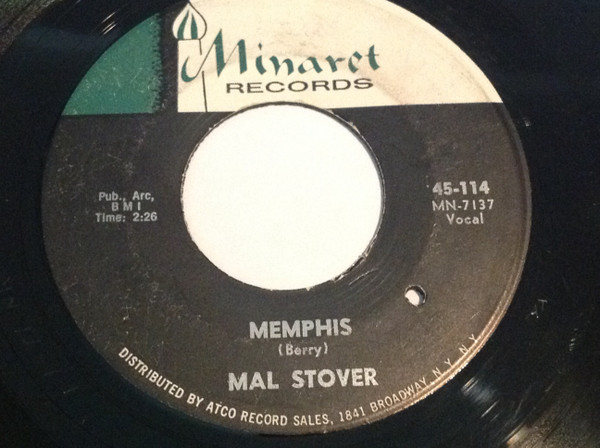 Minaret
RECORDS
Pub., Arc,
BMI
Time: 2:26
45-114
MN-7137
Vocal
MEMPHIS
(Berry)
MAL STOVER
DISTRIBUTED BY ATCO RECORD SALES, 1841 BROADWAY, N. Y., N. Y.